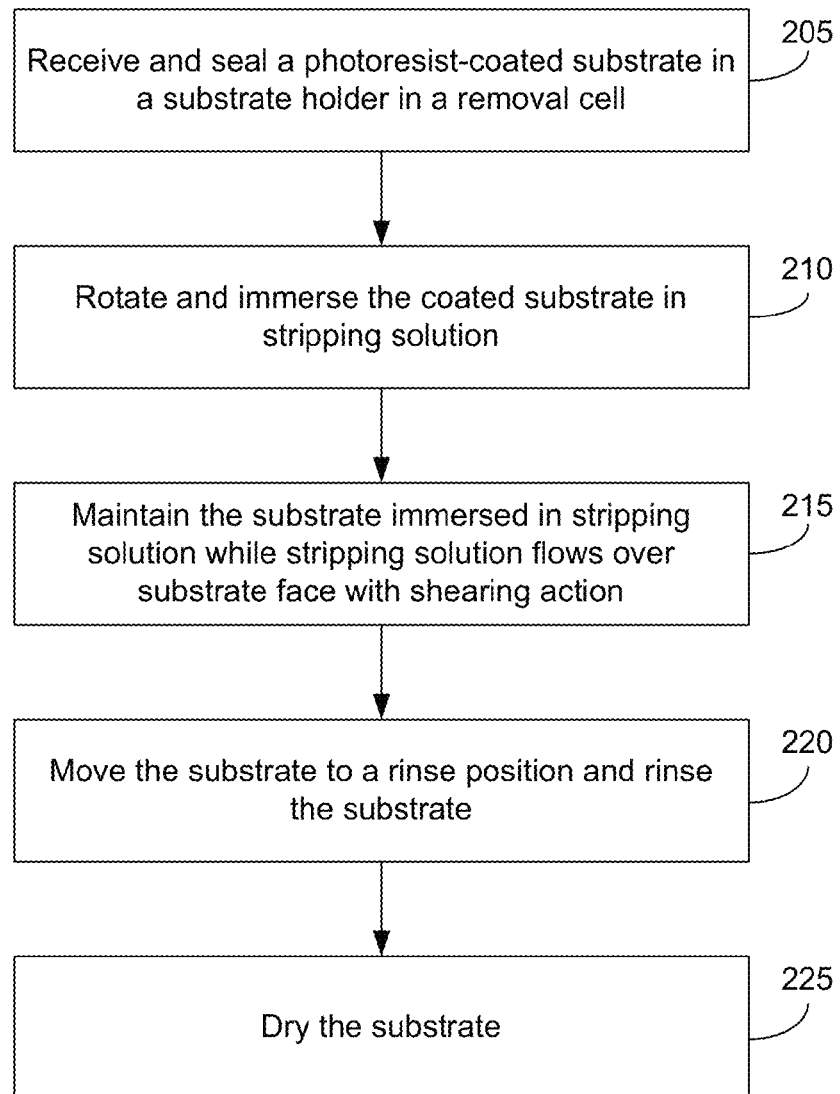 205
Receive and seal a photoresist-coated substrate in
a substrate holder in a removal cell
210
Rotate and immerse the coated substrate in
stripping solution
215
Maintain the substrate immersed in stripping
solution while stripping solution flows over
substrate face with shearing action
220
Move the substrate to a rinse position and rinse
the substrate
225
Dry the substrate